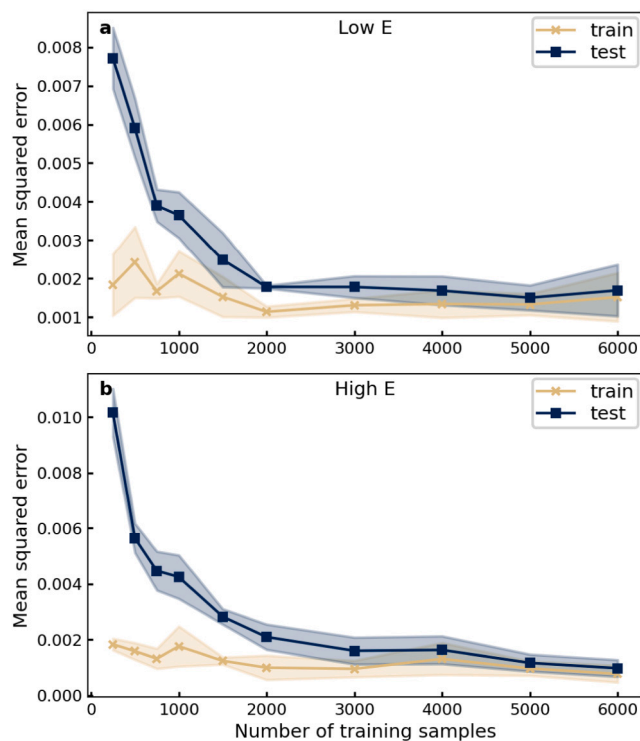 a Low E
train
test
Mean squared error
0.008
0.007
0.006
0.005
0.004
0.003
0.002
0.001
0 1000 2000 3000 4000 5000 6000
b High E
train
test
Mean squared error
0.010
0.008
0.006
0.004
0.002
0.000
0 1000 2000 3000 4000 5000 6000
Number of training samples